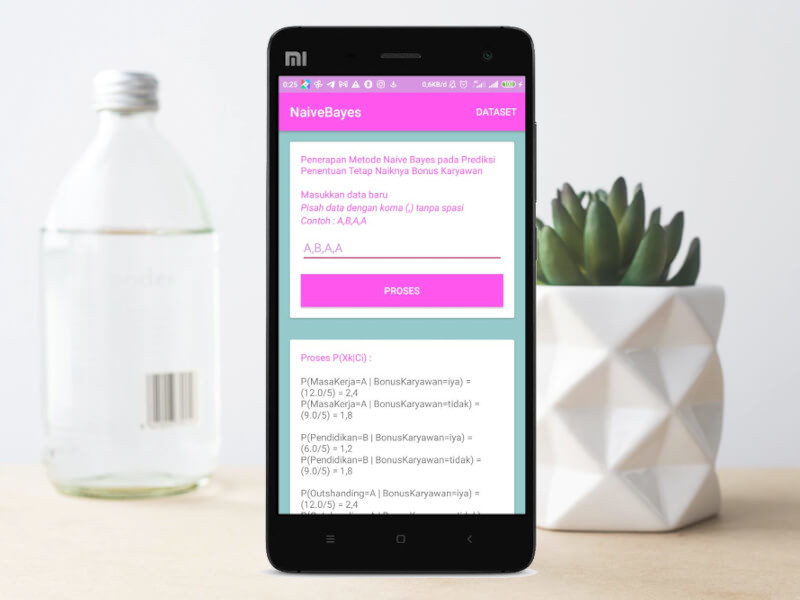 mi
0.25
0,6KB/d
NaiveBayes
DATASET
Penerapan Metode Naive Bayes pada Prediksi
Penentuan Tetap Naiknya Bonus Karyawan
Masukkan data baru
Pisah data dengan koma (,) tanpa spasi
Contoh : A,B,A,A
A,B,A,A
PROSES
Proses P(Xk|Ci) :
P(MasaKerja=A | BonusKaryawan=iya) =
(12.0/5) = 2,4
P(MasaKerja=A | BonusKaryawan=tidak) =
(9.0/5) = 1,8
P(Pendidikan=B | BonusKaryawan=iya) =
(6.0/5) = 1,2
P(Pendidikan=B | BonusKaryawan=tidak) =
(9.0/5) = 1,8
P(Outshanding=A | BonusKaryawan=iya) =
(12.0/5) = 2,4